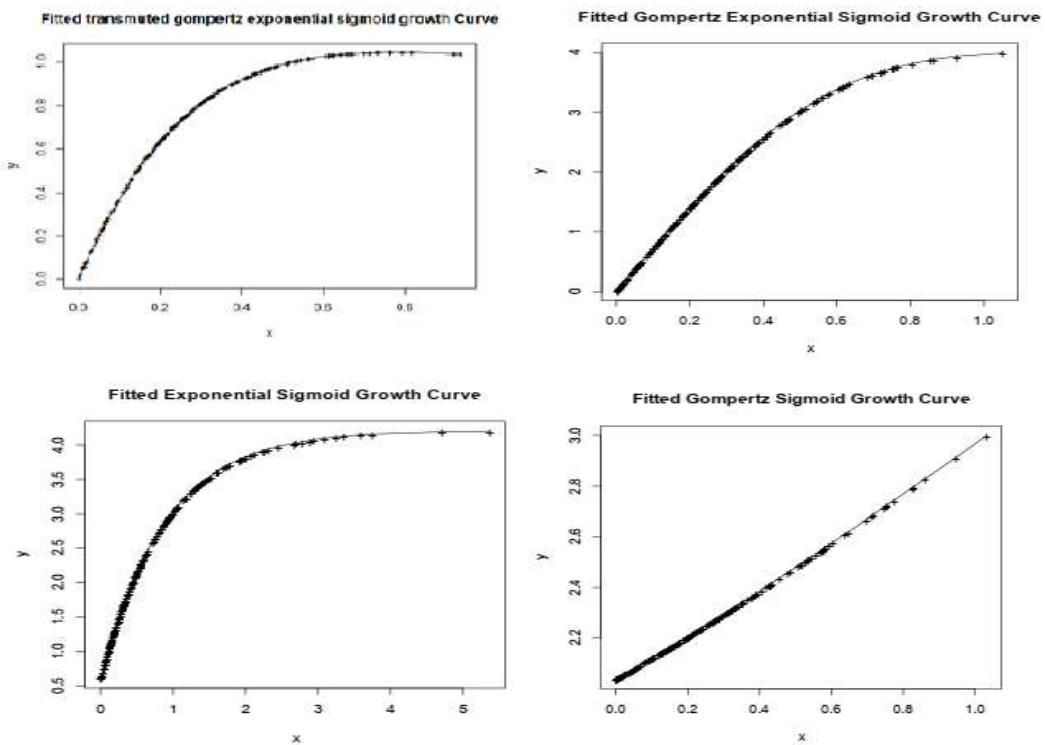 Fitted transmuted gompertz exponential sigmoid growth Curve
y
1.0
0.8
0.6
0.4
0.2
0.0
0.0 0.2 0.4 0.6 0.8
x
Fitted Gompertz Exponential Sigmoid Growth Curve
y
4
3
2
1
0
0.0 0.2 0.4 0.6 0.8 1.0
x
Fitted Exponential Sigmoid Growth Curve
y
4.0
3.5
3.0
2.5
2.0
1.5
1.0
0.5
0 1 2 3 4 5
x
Fitted Gompertz Sigmoid Growth Curve
y
3.0
2.8
2.6
2.4
2.2
0.0 0.2 0.4 0.6 0.8 1.0
x